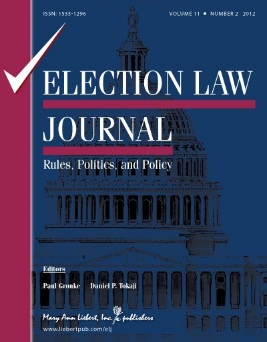 ISSN: 1533-1296 VOLUME 11 • NUMBER 2 2012
ELECTION LAW
JOURNAL
Rules, Politics, and Policy
Editors
Paul Gronke Daniel P. Tokaji
Mary Ann Liebert, Inc. publishers
www.liebertpub.com/elj